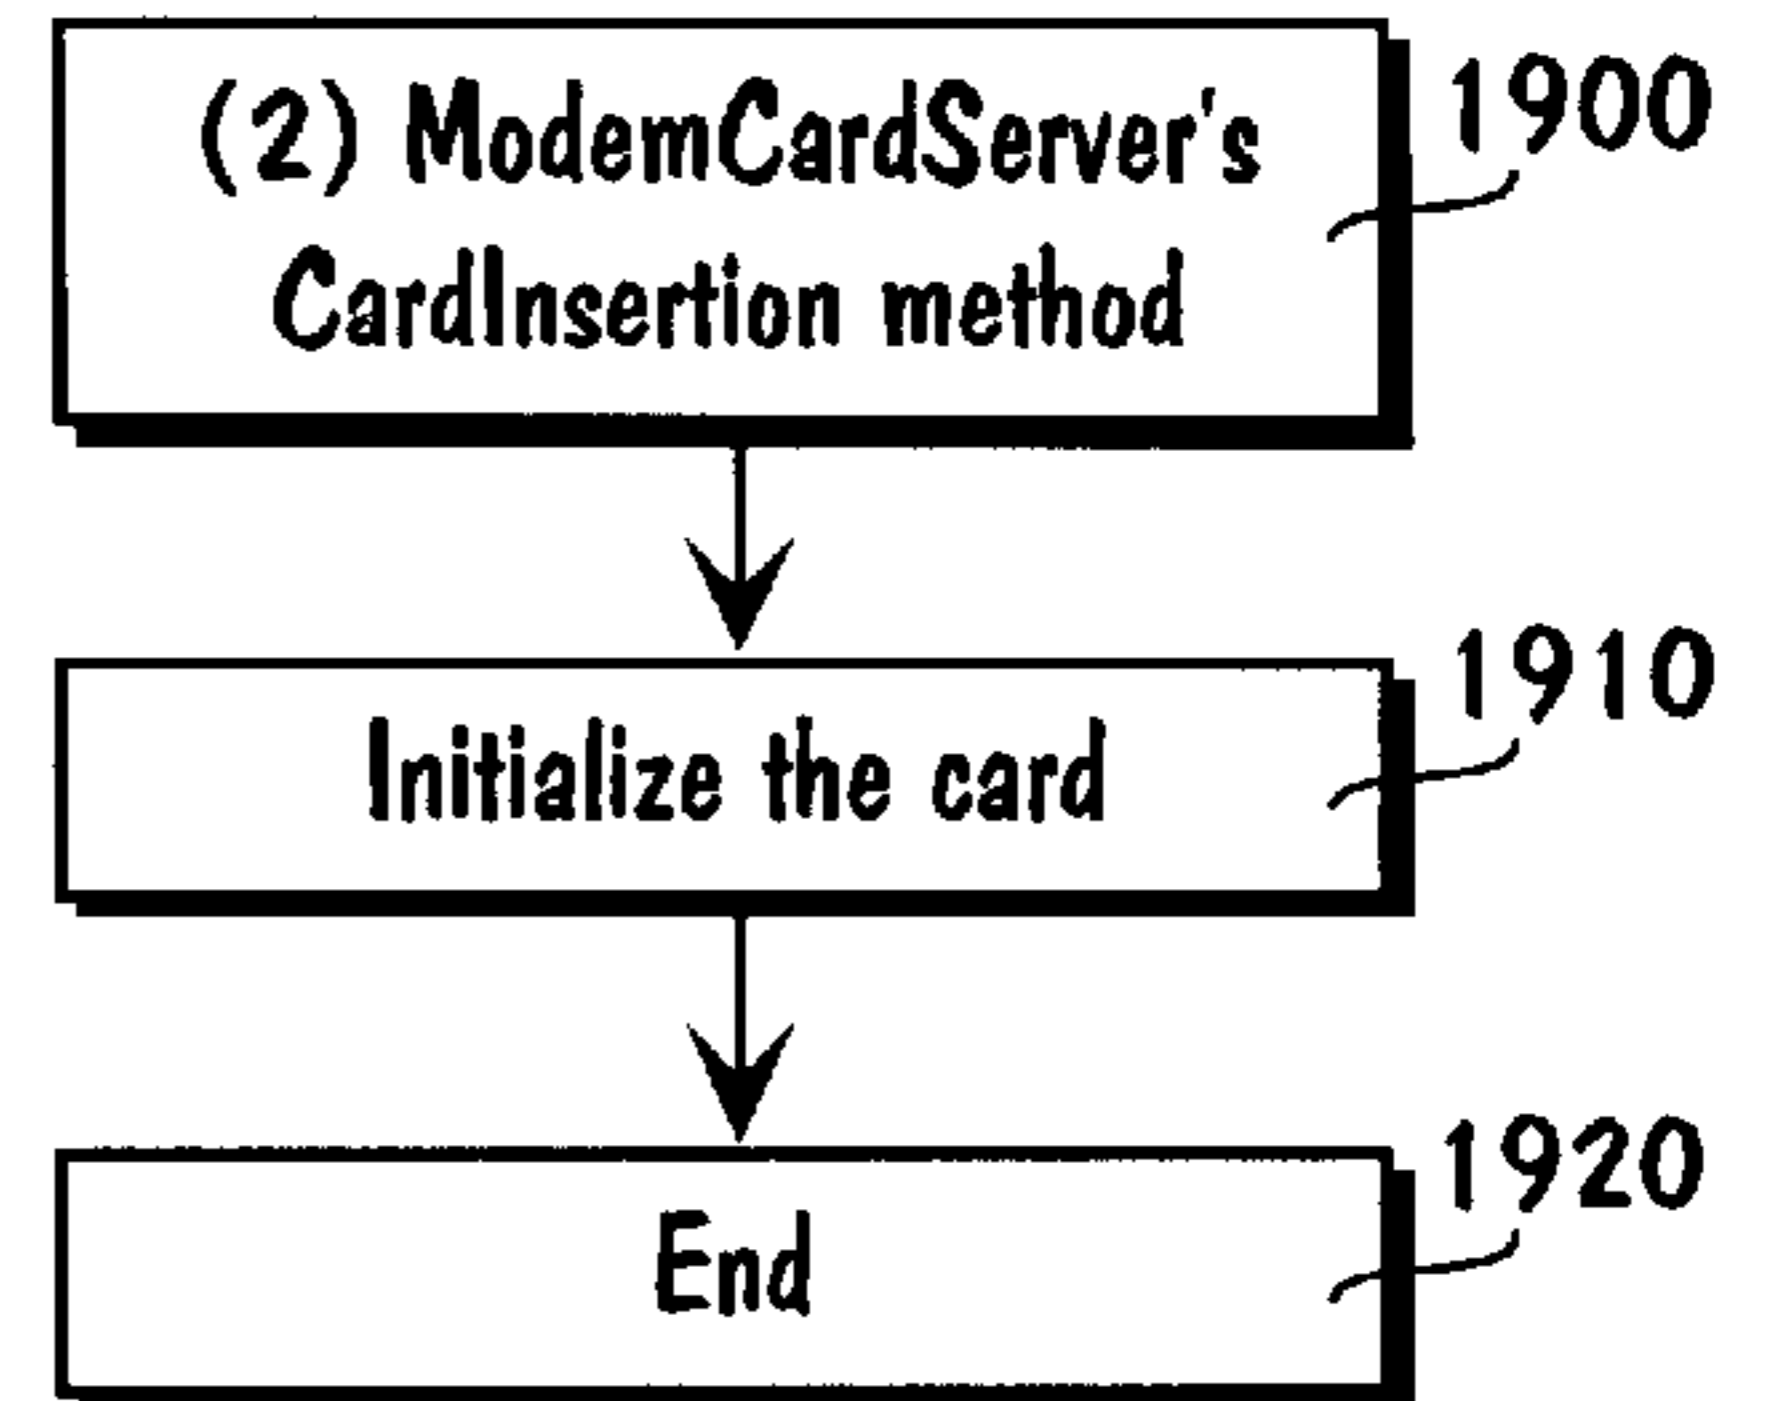 (2) ModemCardServer's
CardInsertion method
1900
Initialize the card
1910
End
1920